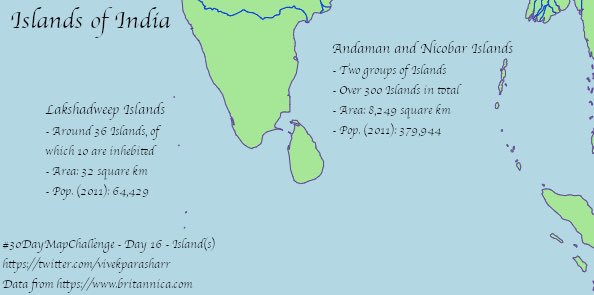 Islands of India
Andaman and Nicobar Islands
- Two groups of Islands
- Over 300 Islands in total
- Area: 8,249 square km
- Pop. (2011): 379,944
Lakshadweep Islands
- Around 36 Islands, of
which 10 are inhebited
- Area: 32 square km
- Pop. (2011): 64,429
#30DayMapChallenge - Day 16 - Island(s)
https://twitter.com/vivekparasharr
Data from https://www.britannica.com